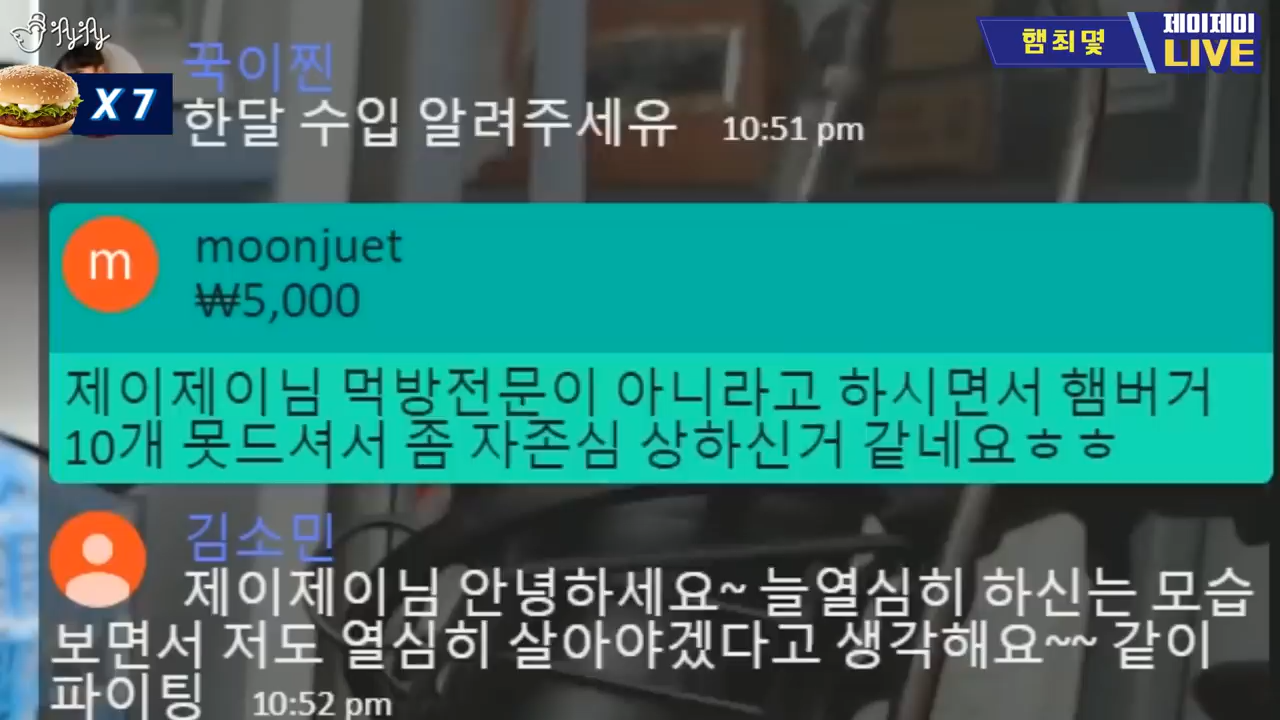 햄최몇
제이제이
LIVE
X 7
꾹이찐
한달 수입 알려주세유 10:51 pm
m
moonjuet
₩5,000
제이제이님 먹방전문이 아니라고 하시면서 햄버거
10개 못드셔서 좀 자존심 상하신거 같네요ㅎㅎ
김소민
제이제이님 안녕하세요~ 늘열심히 하신는 모습
보면서 저도 열심히 살아야겠다고 생각해요~~ 같이
파이팅 10:52 pm